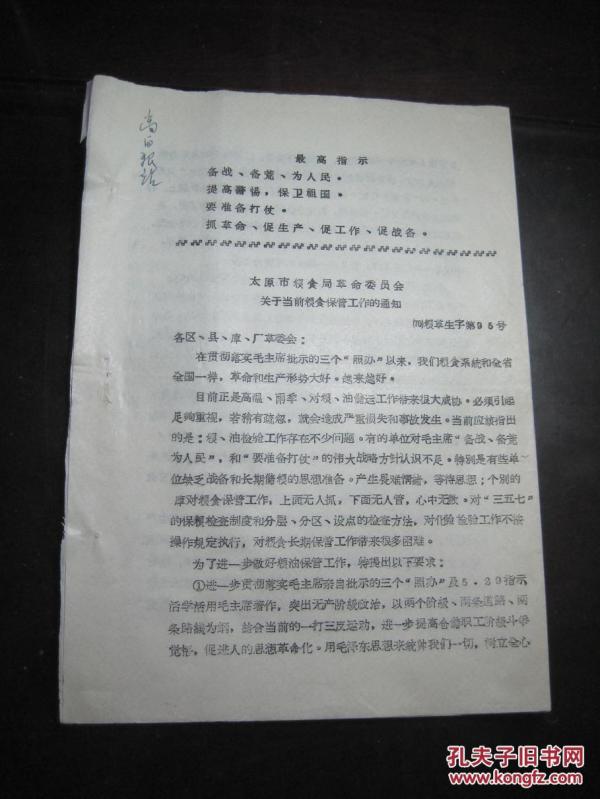 最高指示
备战、备荒、为人民。
提高警惕，保卫祖国。
要准备打仗。
抓革命、促生产、促工作、促战备。
太原市粮食局革命委员会
关于当前粮食保管工作的通知
(70)粮革生字第95号
各区、县、库、厂革委会：
在贯彻落实毛主席批示的三个“照办”以来，我们粮食系统和全省
全国一样，革命和生产形势大好。越来越好。
目前正是高温、雨季、对粮、油储运工作带来很大威胁。必须引起
足够重视，若稍有疏忽，就会造成严重损失和事故发生。当前应该指出
的是：粮、油检验工作存在不少问题。有的单位对毛主席“备战、备荒
为人民”，和“要准备打仗”的伟大战略方针认识不足。特别是有些单
位缺乏战备和长期储粮的思想准备。产生畏难情绪，等待思想；个别的
库对粮食保管工作，上面无人抓，下面无人管，心中无数。对“三五七”
的保粮检查制度和分层、分区、设点的检查方法，对化验检验工作不按
操作规定执行，对粮食长期保管工作带来很多困难。
为了进一步做好粮油保管工作，特提出以下要求：
①进一步贯彻落实毛主席亲自批示的三个“照办”及5·29指示
活学活用毛主席著作，突出无产阶级政治，以两个阶级、两条道路、两
条路线为纲，结合当前的一打三反运动，进一步提高仓储职工阶级斗争
觉悟，促进人的思想革命化。用毛泽东思想来统帅我们一切，树立全心
孔夫子旧书网
www.kongfz.com